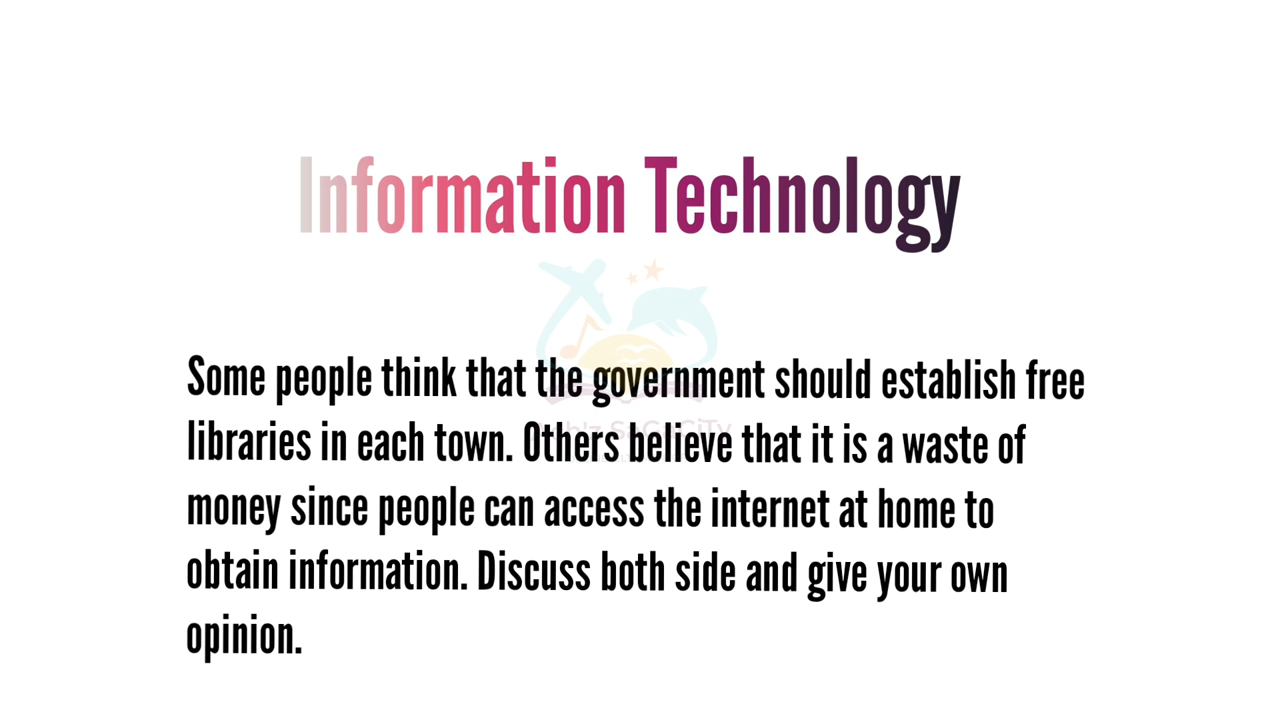 Information Technology
Some people think that the government should establish free
libraries in each town. Others believe that it is a waste of
money since people can access the internet at home to
obtain information. Discuss both side and give your own
opinion.